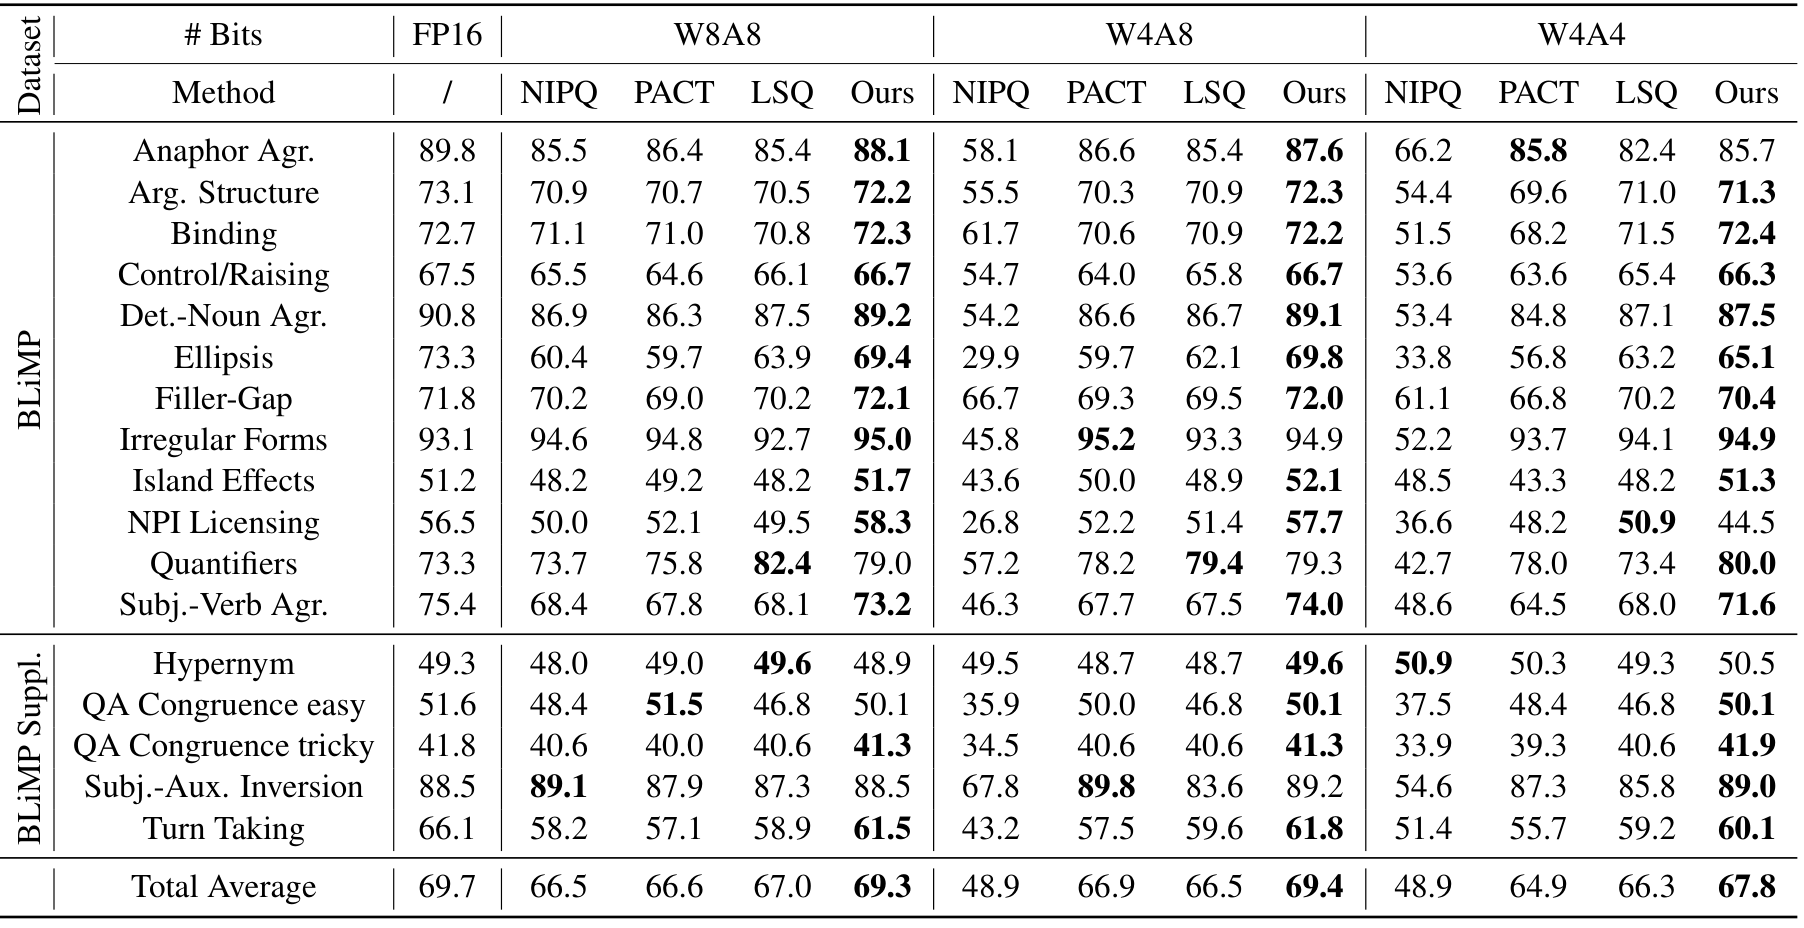 Dataset # Bits FP16 W8A8 W4A8 W4A4
Method / NIPQ PACT LSQ Ours NIPQ PACT LSQ Ours NIPQ PACT LSQ Ours
BLiMP
Anaphor Agr. 89.8 85.5 86.4 85.4 88.1 58.1 86.6 85.4 87.6 66.2 85.8 82.4 85.7
Arg. Structure 73.1 70.9 70.7 70.5 72.2 55.5 70.3 70.9 72.3 54.4 69.6 71.0 71.3
Binding 72.7 71.1 71.0 70.8 72.3 61.7 70.6 70.9 72.2 51.5 68.2 71.5 72.4
Control/Raising 67.5 65.5 64.6 66.1 66.7 54.7 64.0 65.8 66.7 53.6 63.6 65.4 66.3
Det.-Noun Agr. 90.8 86.9 86.3 87.5 89.2 54.2 86.6 86.7 89.1 53.4 84.8 87.1 87.5
Ellipsis 73.3 60.4 59.7 63.9 69.4 29.9 59.7 62.1 69.8 33.8 56.8 63.2 65.1
Filler-Gap 71.8 70.2 69.0 70.2 72.1 66.7 69.3 69.5 72.0 61.1 66.8 70.2 70.4
Irregular Forms 93.1 94.6 94.8 92.7 95.0 45.8 95.2 93.3 94.9 52.2 93.7 94.1 94.9
Island Effects 51.2 48.2 49.2 48.2 51.7 43.6 50.0 48.9 52.1 48.5 43.3 48.2 51.3
NPI Licensing 56.5 50.0 52.1 49.5 58.3 26.8 52.2 51.4 57.7 36.6 48.2 50.9 44.5
Quantifiers 73.3 73.7 75.8 82.4 79.0 57.2 78.2 79.4 79.3 42.7 78.0 73.4 80.0
Subj.-Verb Agr. 75.4 68.4 67.8 68.1 73.2 46.3 67.7 67.5 74.0 48.6 64.5 68.0 71.6
BLiMP Suppl.
Hypernym 49.3 48.0 49.0 49.6 48.9 49.5 48.7 48.7 49.6 50.9 50.3 49.3 50.5
QA Congruence easy 51.6 48.4 51.5 46.8 50.1 35.9 50.0 46.8 50.1 37.5 48.4 46.8 50.1
QA Congruence tricky 41.8 40.6 40.0 40.6 41.3 34.5 40.6 40.6 41.3 33.9 39.3 40.6 41.9
Subj.-Aux. Inversion 88.5 89.1 87.9 87.3 88.5 67.8 89.8 83.6 89.2 54.6 87.3 85.8 89.0
Turn Taking 66.1 58.2 57.1 58.9 61.5 43.2 57.5 59.6 61.8 51.4 55.7 59.2 60.1
Total Average 69.7 66.5 66.6 67.0 69.3 48.9 66.9 66.5 69.4 48.9 64.9 66.3 67.8